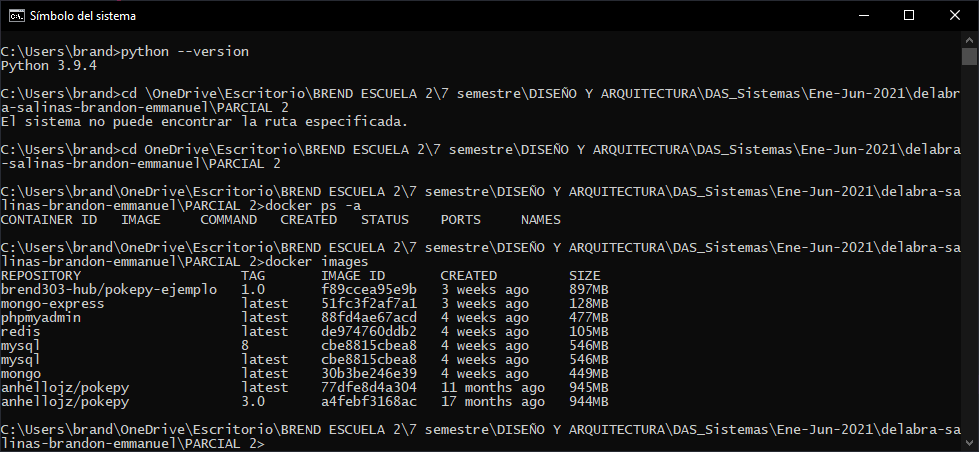 Símbolo del sistema
C:\Users\brand>python --version
Python 3.9.4
C:\Users\brand>cd \OneDrive\Escritorio\BREND ESCUELA 2\7 semestre\DISEÑO Y ARQUITECTURA\DAS_Sistemas\Ene-Jun-2021\delabr
a-salinas-brandon-emmanuel\PARCIAL 2
El sistema no puede encontrar la ruta especificada.
C:\Users\brand>cd OneDrive\Escritorio\BREND ESCUELA 2\7 semestre\DISEÑO Y ARQUITECTURA\DAS_Sistemas\Ene-Jun-2021\delabra
-salinas-brandon-emmanuel\PARCIAL 2
C:\Users\brand\OneDrive\Escritorio\BREND ESCUELA 2\7 semestre\DISEÑO Y ARQUITECTURA\DAS_Sistemas\Ene-Jun-2021\delabra-sa
linas-brandon-emmanuel\PARCIAL 2>docker ps -a
CONTAINER ID   IMAGE     COMMAND   CREATED   STATUS    PORTS     NAMES
C:\Users\brand\OneDrive\Escritorio\BREND ESCUELA 2\7 semestre\DISEÑO Y ARQUITECTURA\DAS_Sistemas\Ene-Jun-2021\delabra-sa
linas-brandon-emmanuel\PARCIAL 2>docker images
REPOSITORY                    TAG       IMAGE ID       CREATED         SIZE
brend303-hub/pokepy-ejemplo   1.0       f89ccea95e9b   3 weeks ago     897MB
mongo-express                 latest    51fc3f2af7a1   3 weeks ago     128MB
phpmyadmin                    latest    88fd4ae67acd   4 weeks ago     477MB
redis                         latest    de974760ddb2   4 weeks ago     105MB
mysql                         8         cbe8815cbea8   4 weeks ago     546MB
mysql                         latest    cbe8815cbea8   4 weeks ago     546MB
mongo                         latest    30b3be246e39   4 weeks ago     449MB
anhellojz/pokepy              latest    77dfe8d4a304   11 months ago   945MB
anhellojz/pokepy              3.0       a4febf3168ac   17 months ago   944MB
C:\Users\brand\OneDrive\Escritorio\BREND ESCUELA 2\7 semestre\DISEÑO Y ARQUITECTURA\DAS_Sistemas\Ene-Jun-2021\delabra-sa
linas-brandon-emmanuel\PARCIAL 2>